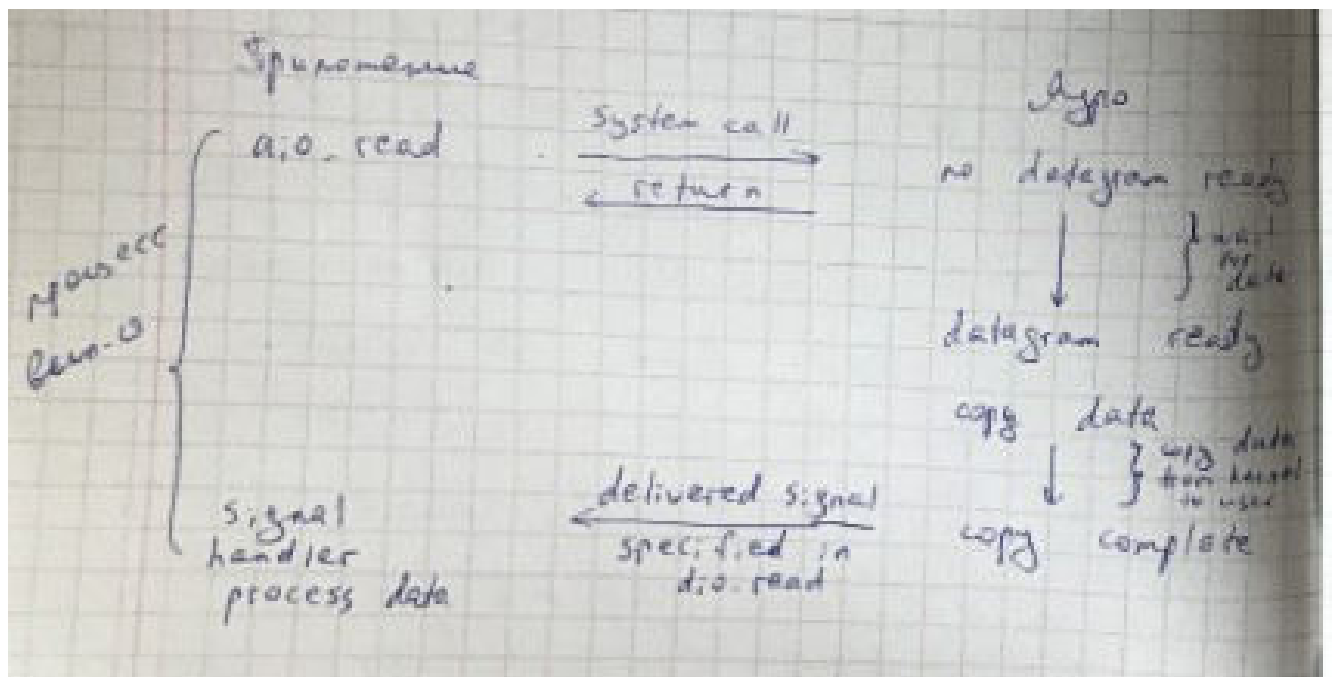 Приложение
Ядро
aio_read
system call
return
no datagram ready
wait
for
data
процесс
вып-я
datagram ready
copy data
copy data
from kernel
to user
copy complete
delivered signal
specified in
aio_read
signal
handler
process data